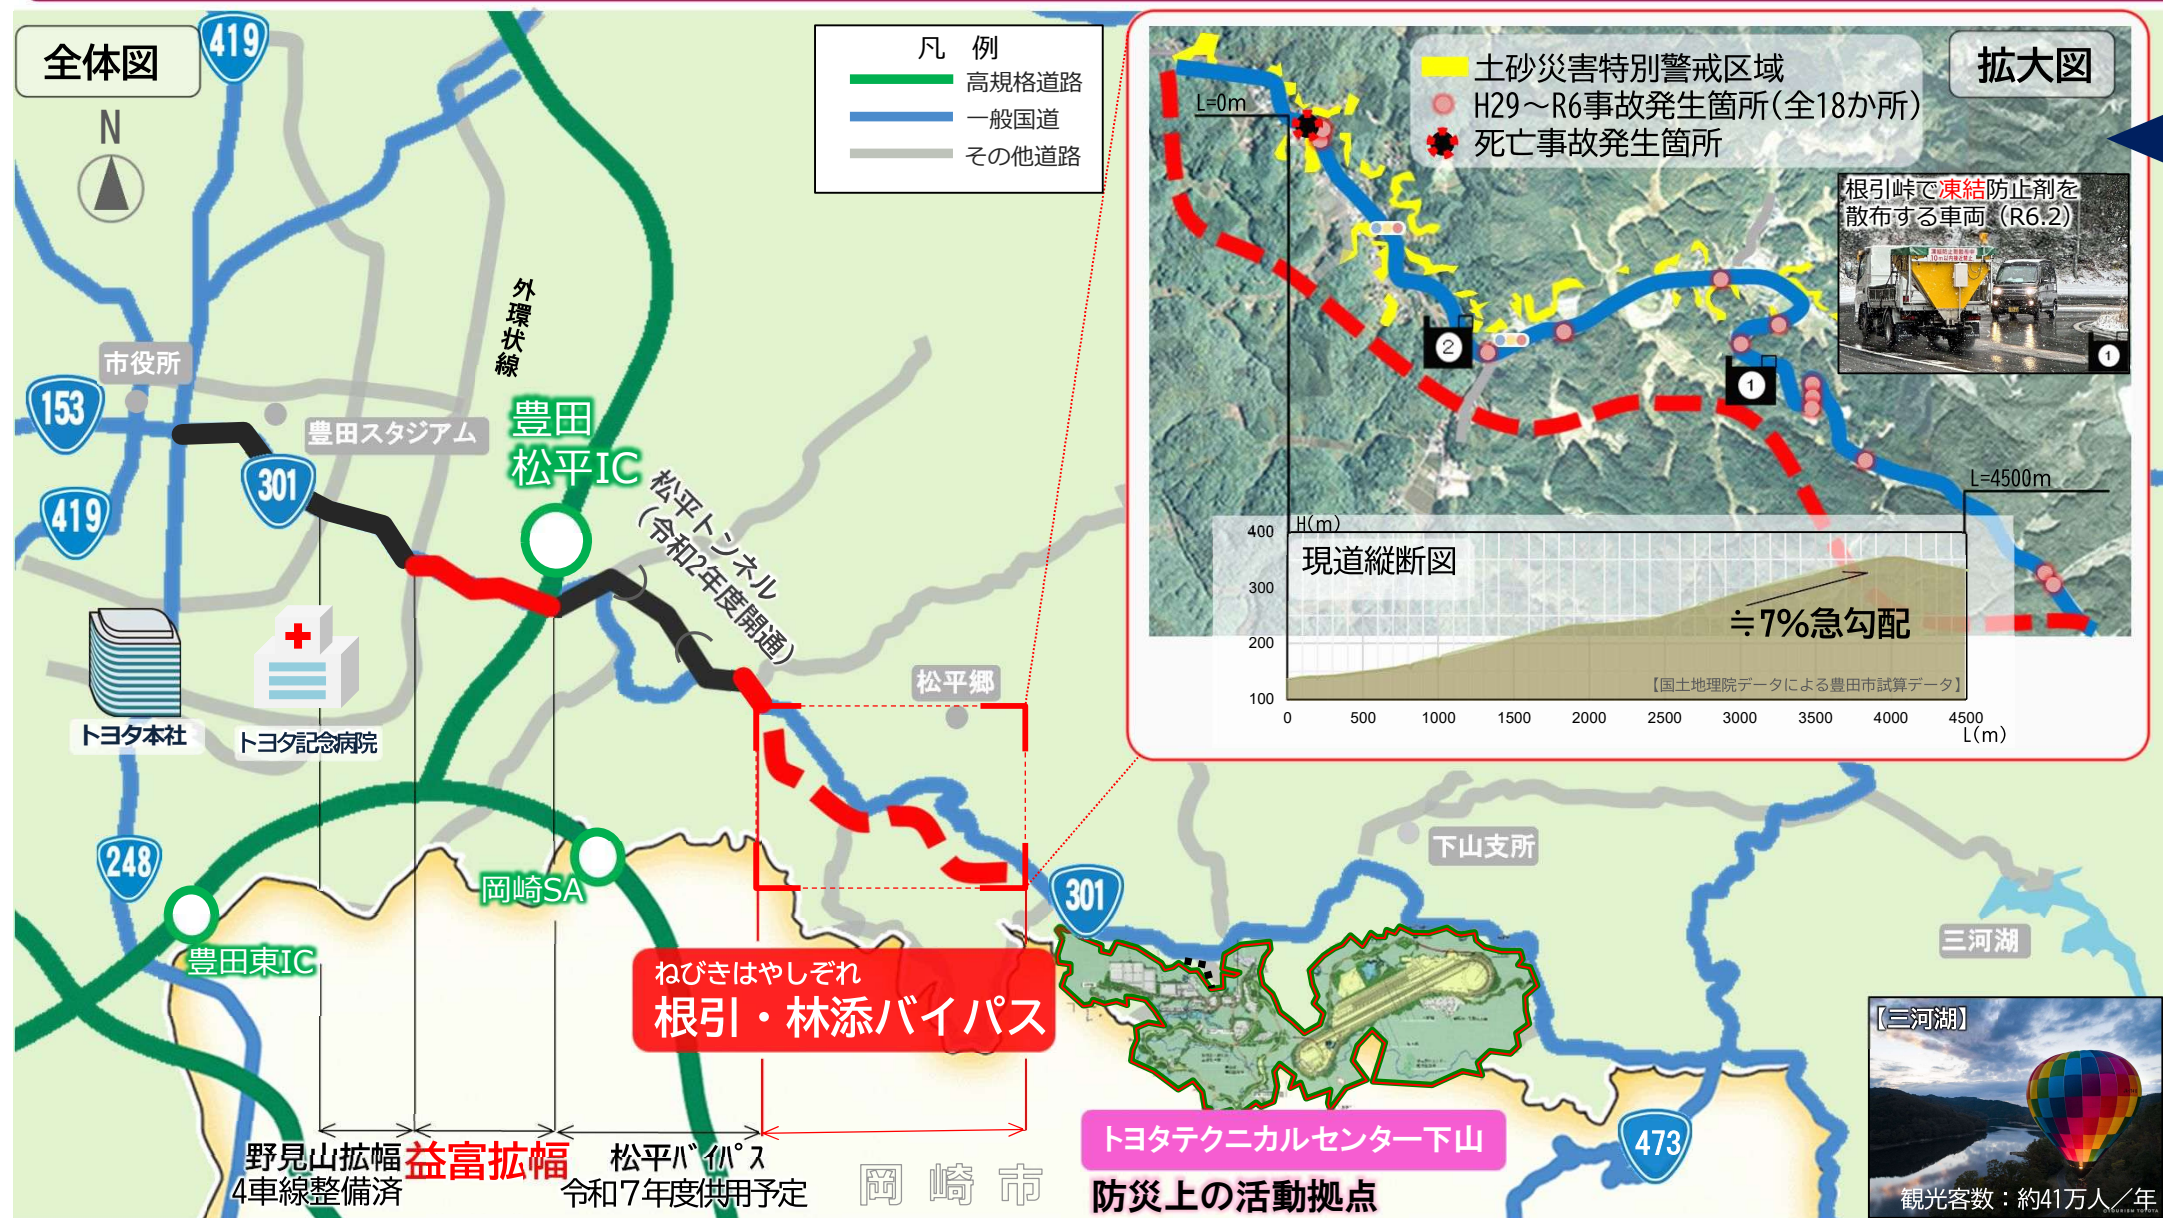 全体図
N
419
153
419
301
248
市役所
豊田スタジアム
外環状線
豊田
松平IC
松平トンネル
(令和2年度開通)
トヨタ本社
トヨタ記念病院
松平郷
岡崎SA
豊田東IC
凡 例
高規格道路
一般国道
その他道路
拡大図
土砂災害特別警戒区域
H29～R6事故発生箇所(全18か所)
死亡事故発生箇所
L=0m
根引峠で凍結防止剤を
散布する車両（R6.2）
1
2
1
L=4500m
H(m)
現道縦断図
400
300
200
100
≒7%急勾配
【国土地理院データによる豊田市試算データ】
0 500 1000 1500 2000 2500 3000 3500 4000 4500
L(m)
301
下山支所
三河湖
ねびきはやしぞれ
根引・林添バイパス
野見山拡幅
4車線整備済
益富拡幅
松平ﾊﾞｲﾊﾟｽ
令和7年度供用予定
岡崎市
トヨタテクニカルセンター下山
防災上の活動拠点
473
【三河湖】
観光客数：約41万人／年